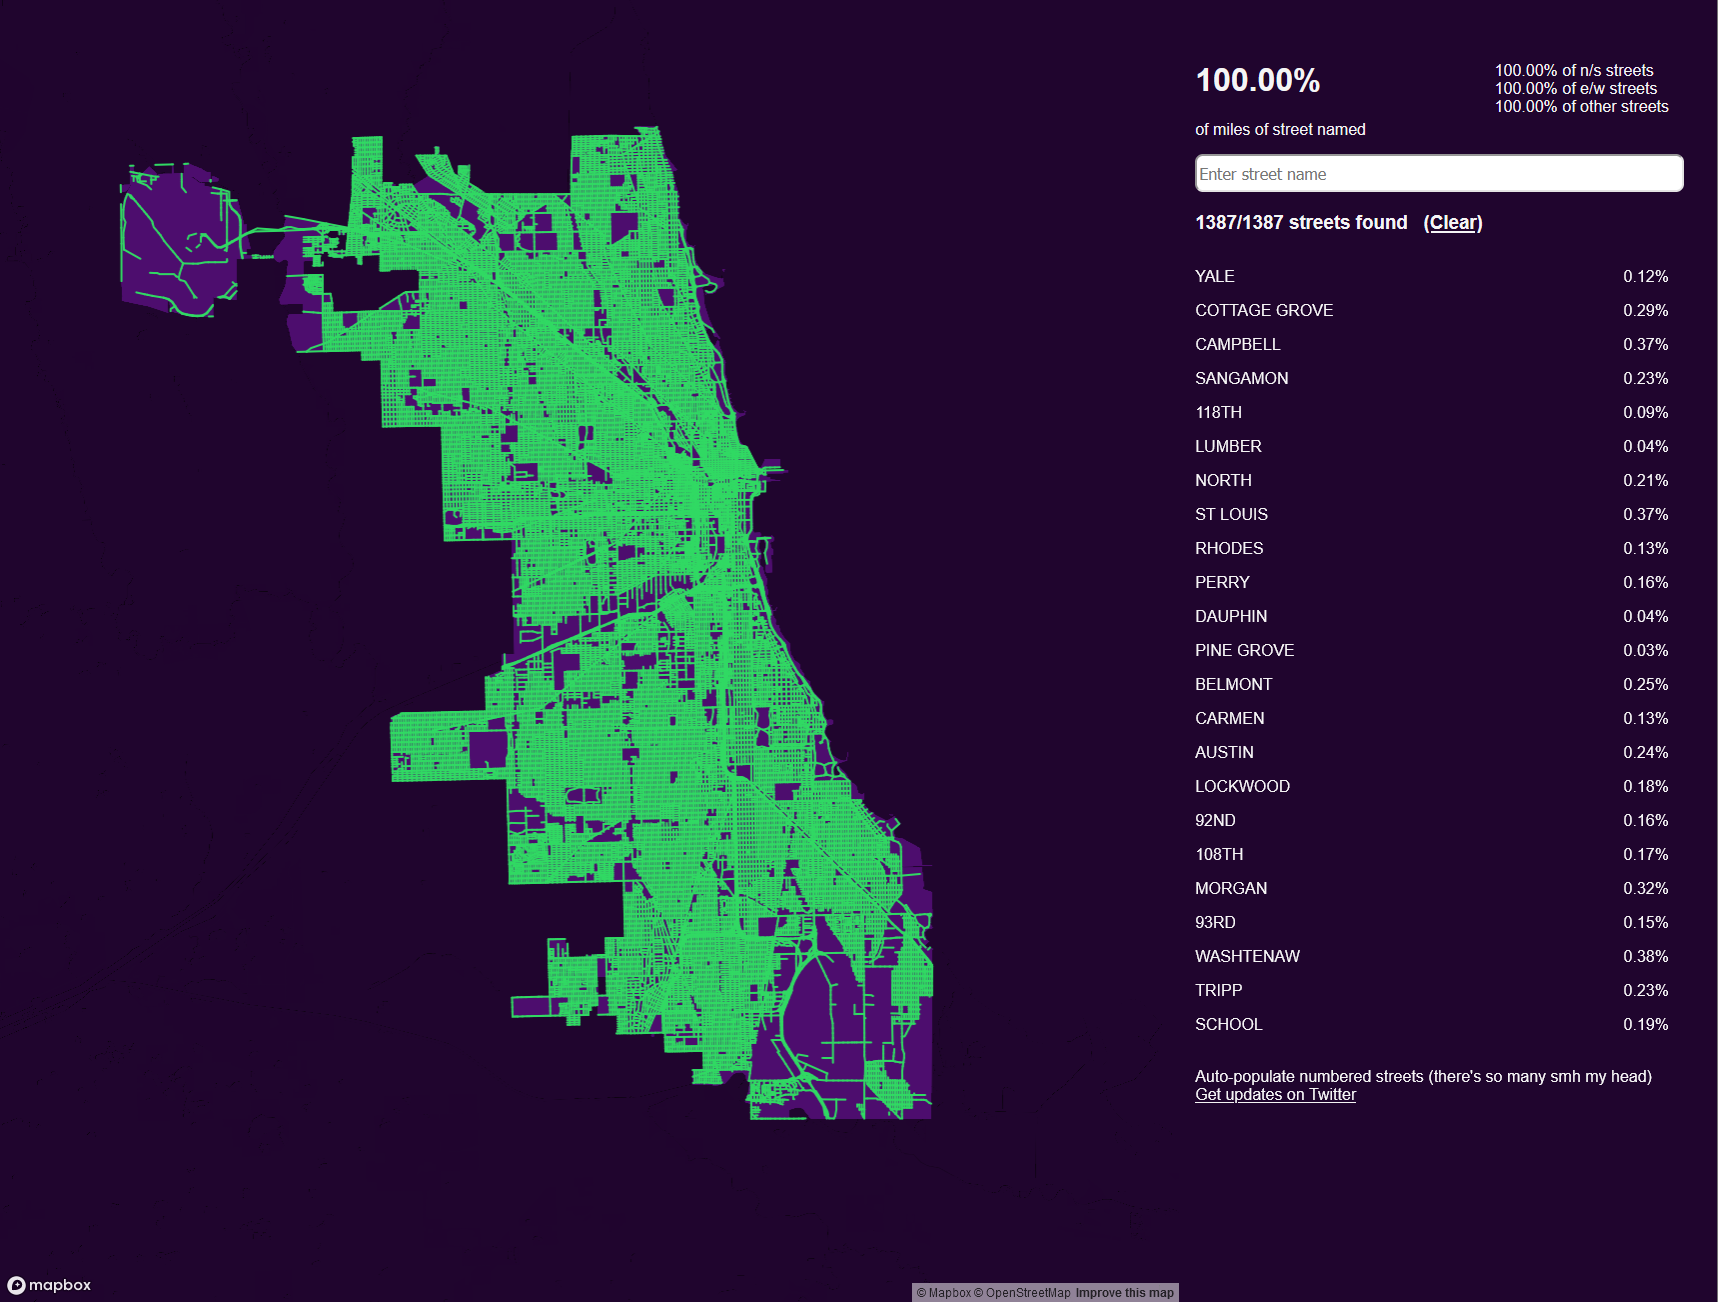 100.00%
100.00% of n/s streets
100.00% of e/w streets
100.00% of other streets
of miles of street named
Enter street name
1387/1387 streets found (Clear)
YALE 0.12%
COTTAGE GROVE 0.29%
CAMPBELL 0.37%
SANGAMON 0.23%
118TH 0.09%
LUMBER 0.04%
NORTH 0.21%
ST LOUIS 0.37%
RHODES 0.13%
PERRY 0.16%
DAUPHIN 0.04%
PINE GROVE 0.03%
BELMONT 0.25%
CARMEN 0.13%
AUSTIN 0.24%
LOCKWOOD 0.18%
92ND 0.16%
108TH 0.17%
MORGAN 0.32%
93RD 0.15%
WASHTENAW 0.38%
TRIPP 0.23%
SCHOOL 0.19%
Auto-populate numbered streets (there's so many smh my head)
Get updates on Twitter
mapbox
© Mapbox © OpenStreetMap Improve this map